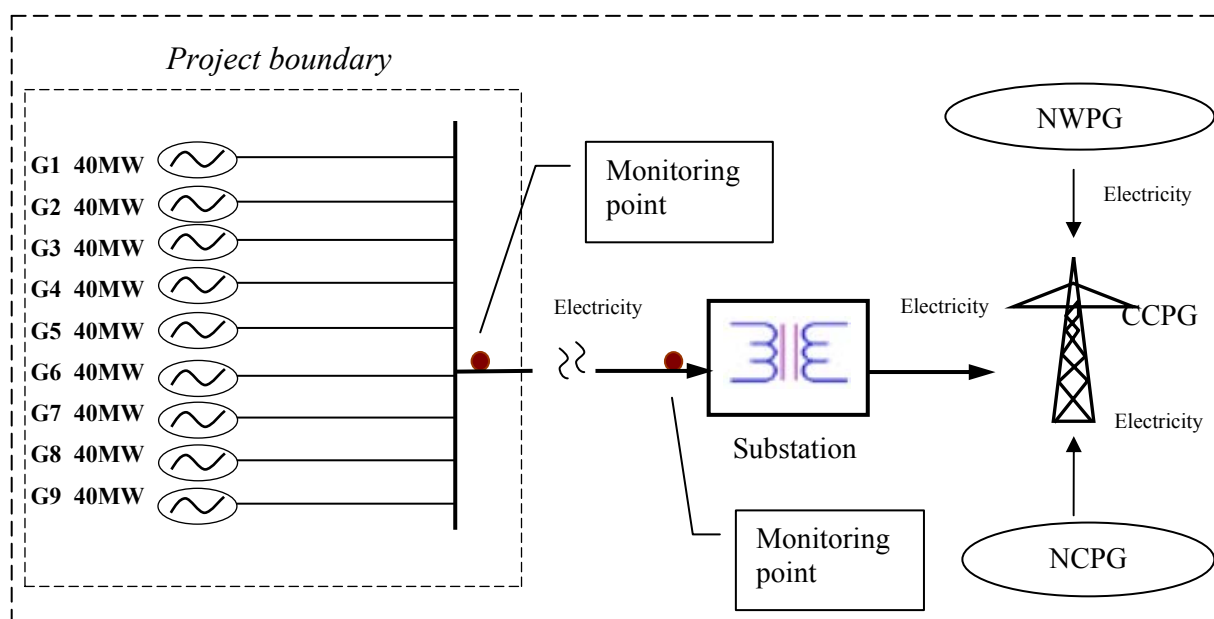 Project boundary
G1 40MW
G2 40MW
G3 40MW
G4 40MW
G5 40MW
G6 40MW
G7 40MW
G8 40MW
G9 40MW
Monitoring
point
Electricity
Substation
Monitoring
point
Electricity
NWPG
Electricity
CCPG
Electricity
NCPG